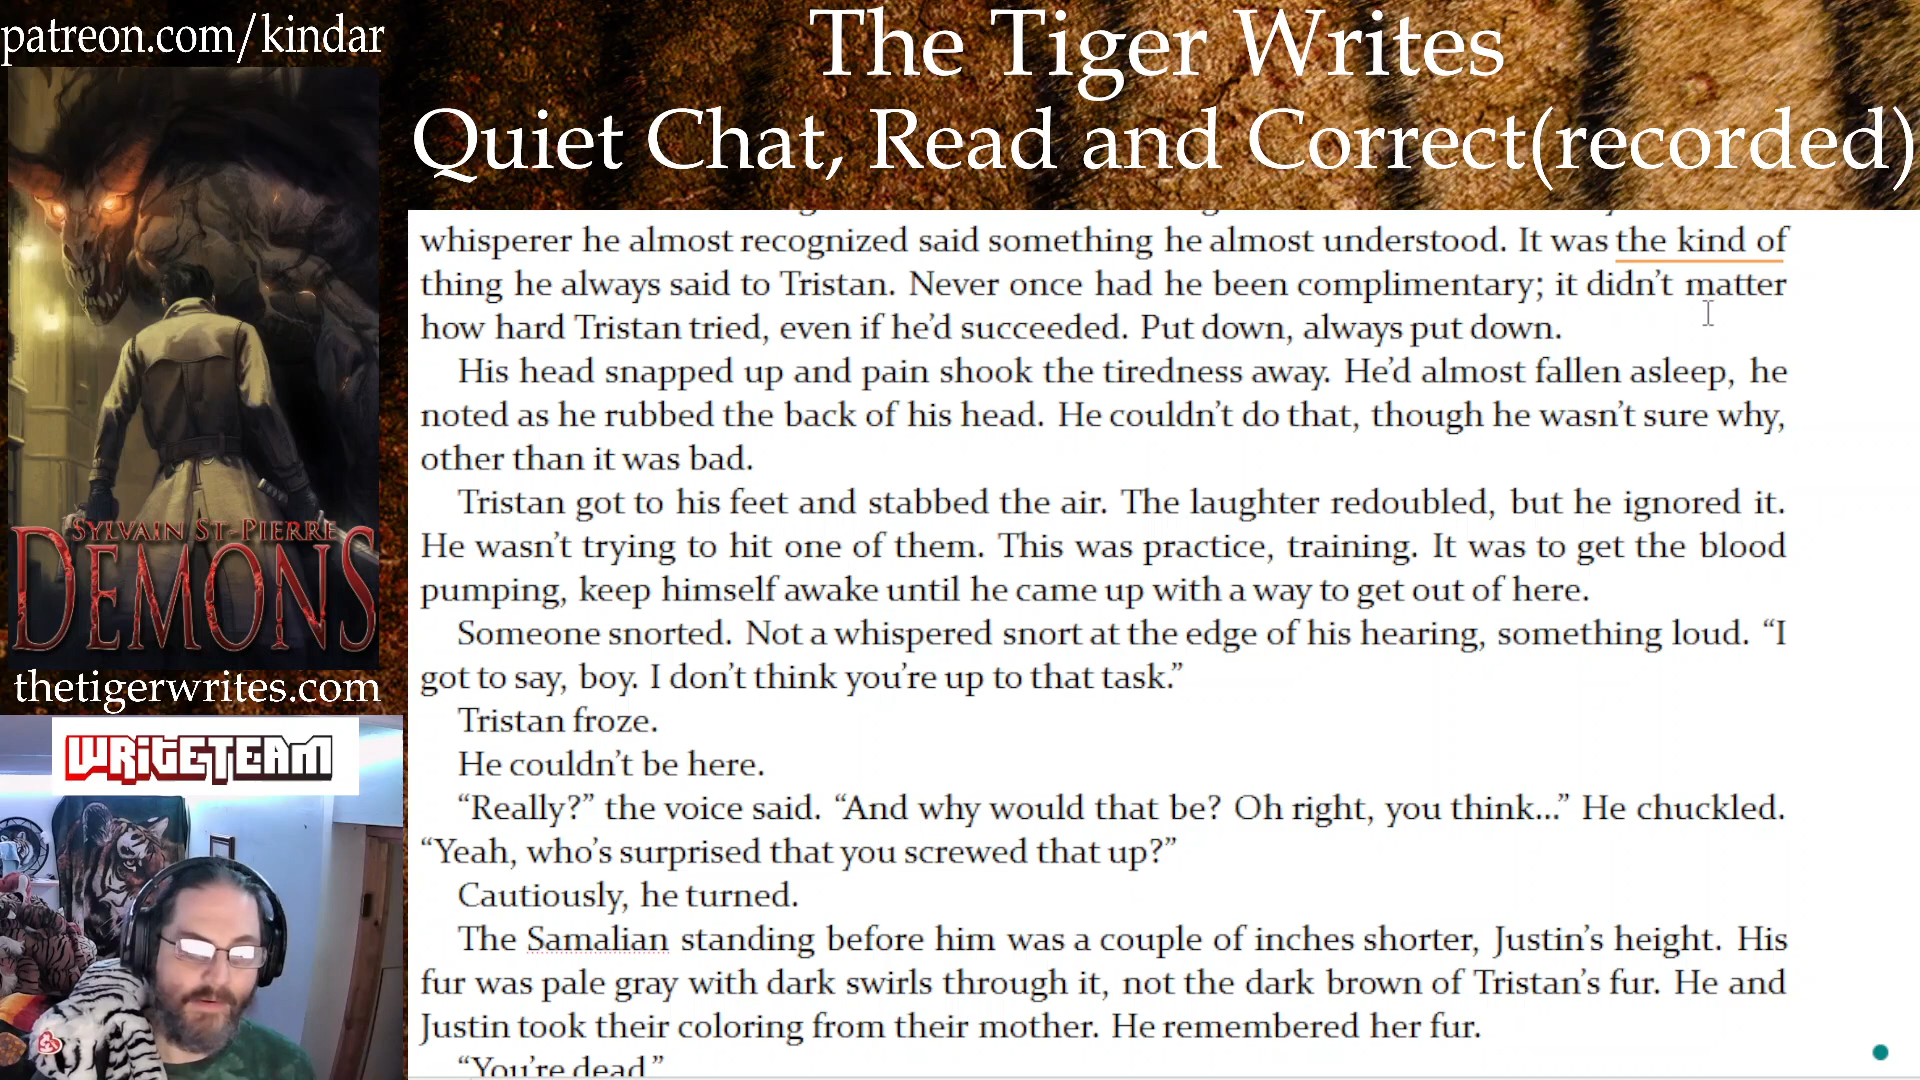 patreon.com/kindar
The Tiger Writes
Quiet Chat, Read and Correct(recorded)
SYLVAIN ST-PIERRE
DEMONS
thetigerwrites.com
WRITETEAM
whisperer he almost recognized said something he almost understood. It was the kind of
thing he always said to Tristan. Never once had he been complimentary; it didn’t matter
how hard Tristan tried, even if he’d succeeded. Put down, always put down.
His head snapped up and pain shook the tiredness away. He’d almost fallen asleep, he
noted as he rubbed the back of his head. He couldn’t do that, though he wasn’t sure why,
other than it was bad.
Tristan got to his feet and stabbed the air. The laughter redoubled, but he ignored it.
He wasn’t trying to hit one of them. This was practice, training. It was to get the blood
pumping, keep himself awake until he came up with a way to get out of here.
Someone snorted. Not a whispered snort at the edge of his hearing, something loud. “I
got to say, boy. I don’t think you’re up to that task.”
Tristan froze.
He couldn’t be here.
“Really?” the voice said. “And why would that be? Oh right, you think...” He chuckled.
“Yeah, who’s surprised that you screwed that up?”
Cautiously, he turned.
The Samalian standing before him was a couple of inches shorter, Justin’s height. His
fur was pale gray with dark swirls through it, not the dark brown of Tristan’s fur. He and
Justin took their coloring from their mother. He remembered her fur.
“You’re dead”